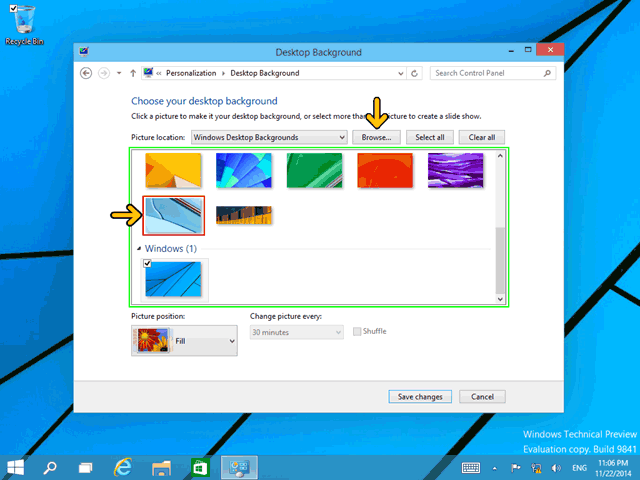 Recycle Bin
Desktop Background
« Personalization Desktop Background
Search Control Panel
Choose your desktop background
Click a picture to make it your desktop background, or select more than picture to create a slide show.
Picture location: Windows Desktop Backgrounds Browse... Select all Clear all
Windows (1)
Picture position: Change picture every:
Fill 30 minutes Shuffle
Save changes Cancel
Windows Technical Preview
Evaluation copy. Build 9841
ENG 11:06 PM
11/22/2014